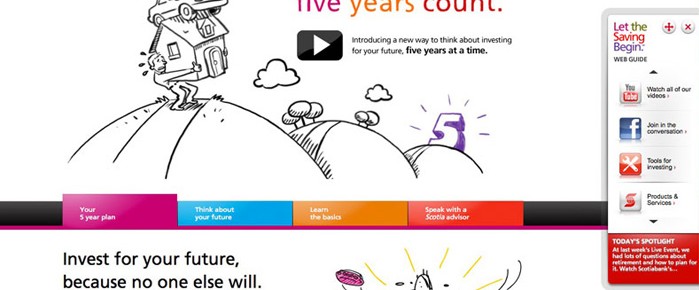 five years count.
Introducing a new way to think about investing
for your future, five years at a time.
5
Your
5 year plan
Think about
your future
Learn
the basics
Speak with a
Scotia advisor
Invest for your future,
because no one else will.
Let the
Saving
Begin.
WEB GUIDE
You
Tube
Watch all of our
videos ›
Join in the
conversation ›
Tools for
investing ›
Products &
Services ›
TODAY'S SPOTLIGHT
At last week's Live Event, we
had lots of questions about
retirement and how to plan for
it. Watch Scotiabank's...